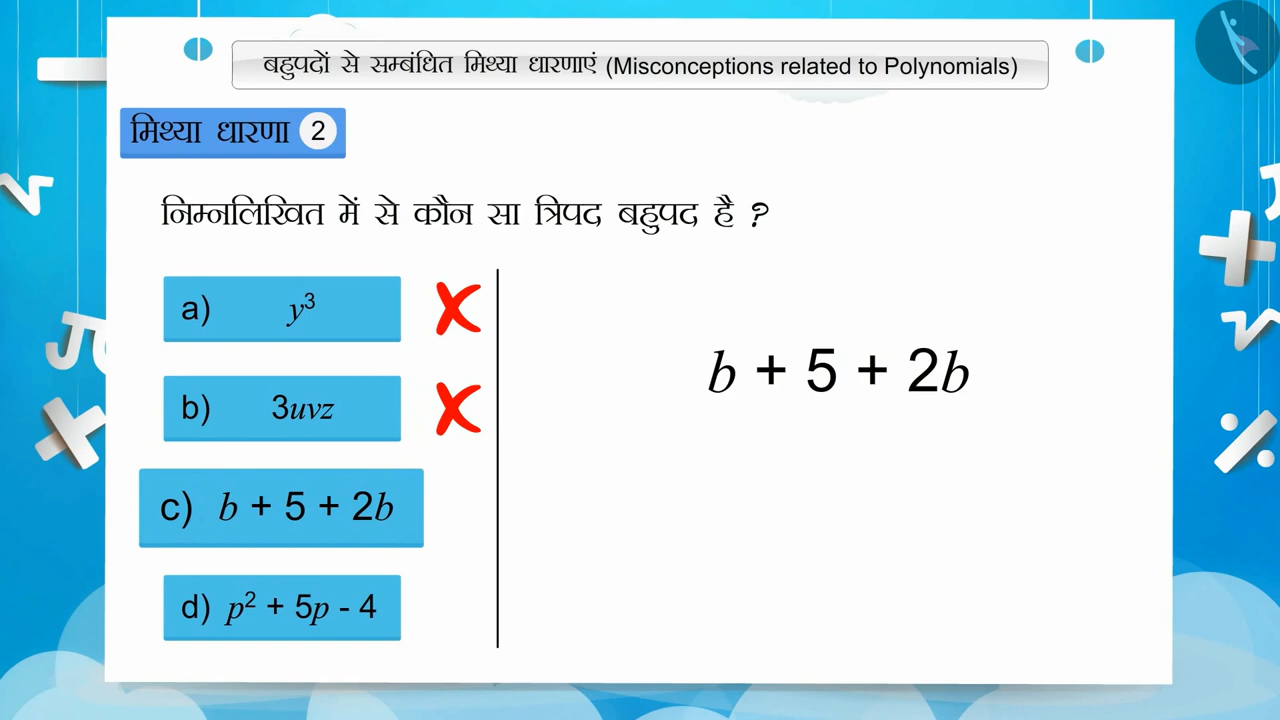 बहुपदों से सम्बंधित मिथ्या धारणाएं (Misconceptions related to Polynomials)
मिथ्या धारणा 2
निम्नलिखित में से कौन सा त्रिपद बहुपद है ?
a) y³
b) 3uvz
c) b + 5 + 2b
d) p² + 5p - 4
b + 5 + 2b